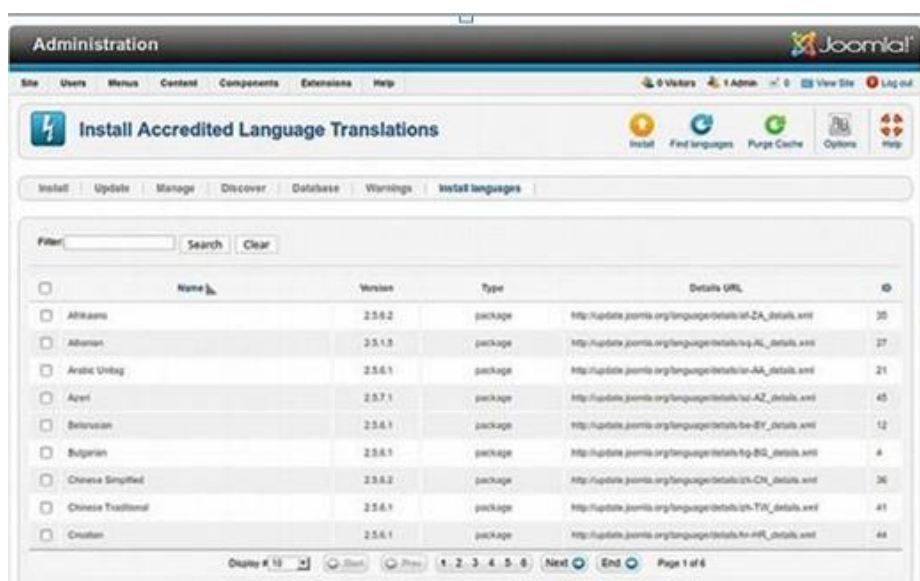 Administration
Joomla!
Site Users Menus Content Components Extensions Help
0 Visitors 1 Admin 0 View Site Log out
Install Accredited Language Translations
Install Find languages Purge Cache Options Help
Install Update Manage Discover Database Warnings Install languages
Filter: Search Clear
Name Version Type Details URL ID
Afrikaans 2.5.6.2 package http://update.joomla.org/language/details/af-ZA_details.xml 35
Albanian 2.5.1.5 package http://update.joomla.org/language/details/sq-AL_details.xml 27
Arabic Unitag 2.5.6.1 package http://update.joomla.org/language/details/ar-AA_details.xml 21
Azeri 2.5.7.1 package http://update.joomla.org/language/details/az-AZ_details.xml 45
Belarusian 2.5.6.1 package http://update.joomla.org/language/details/be-BY_details.xml 12
Bulgarian 2.5.6.1 package http://update.joomla.org/language/details/bg-BG_details.xml 4
Chinese Simplified 2.5.6.2 package http://update.joomla.org/language/details/zh-CN_details.xml 36
Chinese Traditional 2.5.6.1 package http://update.joomla.org/language/details/zh-TW_details.xml 41
Croatian 2.5.6.1 package http://update.joomla.org/language/details/hr-HR_details.xml 44
Display # 10 Start Prev 1 2 3 4 5 6 Next End Page 1 of 6